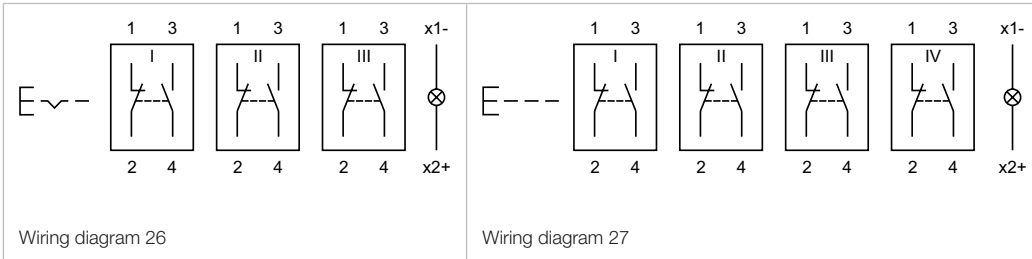 1 3 1 3 1 3 x1-
I II III
2 4 2 4 2 4 x2+
Wiring diagram 26
1 3 1 3 1 3 1 3 x1-
I II III IV
2 4 2 4 2 4 2 4 x2+
Wiring diagram 27